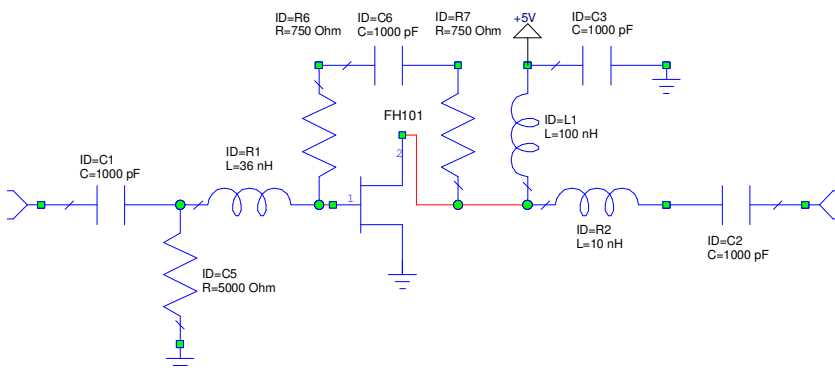 ID=R6
R=750 Ohm
ID=C6
C=1000 pF
ID=R7
R=750 Ohm
+5V
ID=C3
C=1000 pF
FH101
ID=L1
L=100 nH
ID=R1
L=36 nH
2
ID=C1
C=1000 pF
1
ID=R2
L=10 nH
ID=C2
C=1000 pF
ID=C5
R=5000 Ohm